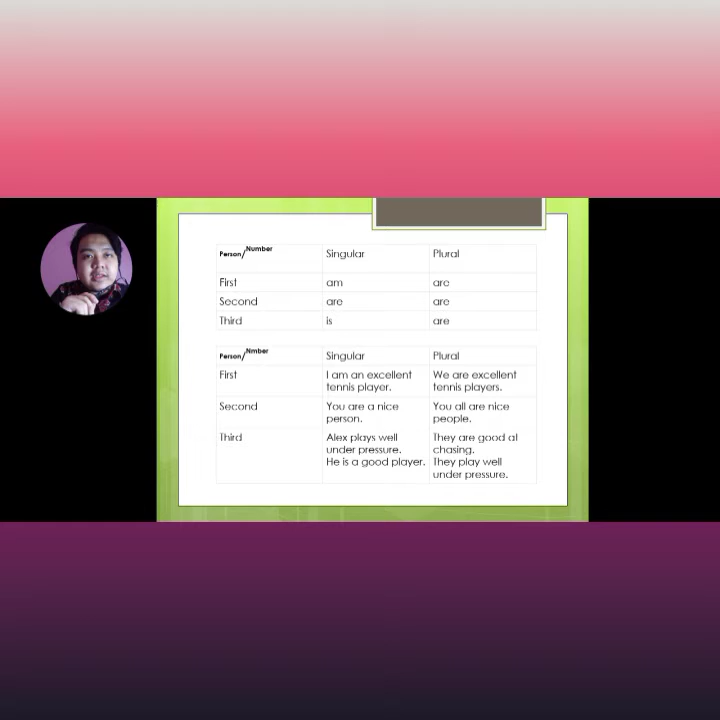 Person/Number Singular Plural
First am are
Second are are
Third is are
Person/Nmber Singular Plural
First I am an excellent We are excellent
tennis player. tennis players.
Second You are a nice You all are nice
person. people.
Third Alex plays well They are good at
under pressure. chasing.
He is a good player. They play well
under pressure.